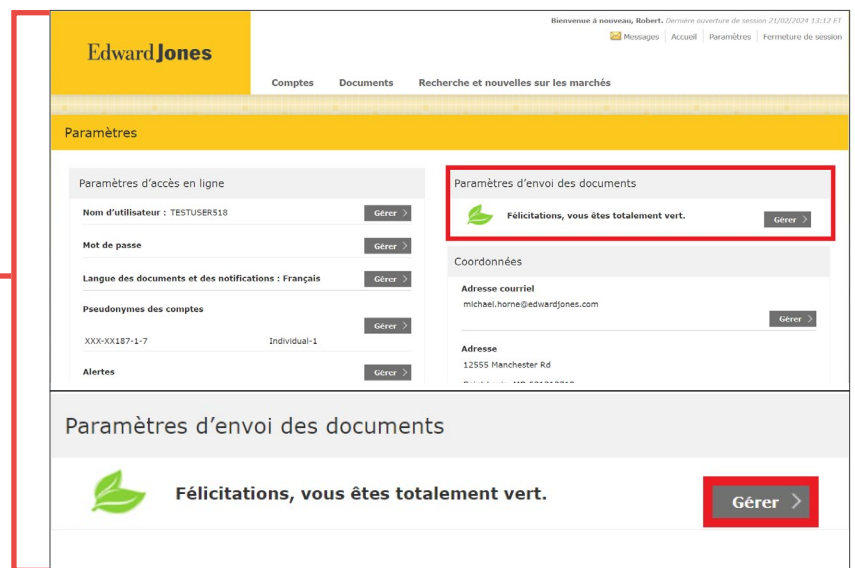 Bienvenue à nouveau, Robert. Dernière ouverture de session 21/02/2024 13:12 ET
Messages Accueil Paramètres Fermeture de session
Edward Jones
Comptes Documents Recherche et nouvelles sur les marchés
Paramètres
Paramètres d'accès en ligne
Nom d'utilisateur : TESTUSER518 Gérer
Mot de passe Gérer
Langue des documents et des notifications : Français Gérer
Pseudonymes des comptes
Gérer
XXX-XX187-1-7 Individual-1
Alertes Gérer
Paramètres d'envoi des documents
Félicitations, vous êtes totalement vert. Gérer
Coordonnées
Adresse courriel
michael.horne@edwardjones.com
Gérer
Adresse
12555 Manchester Rd
Paramètres d'envoi des documents
Félicitations, vous êtes totalement vert. Gérer